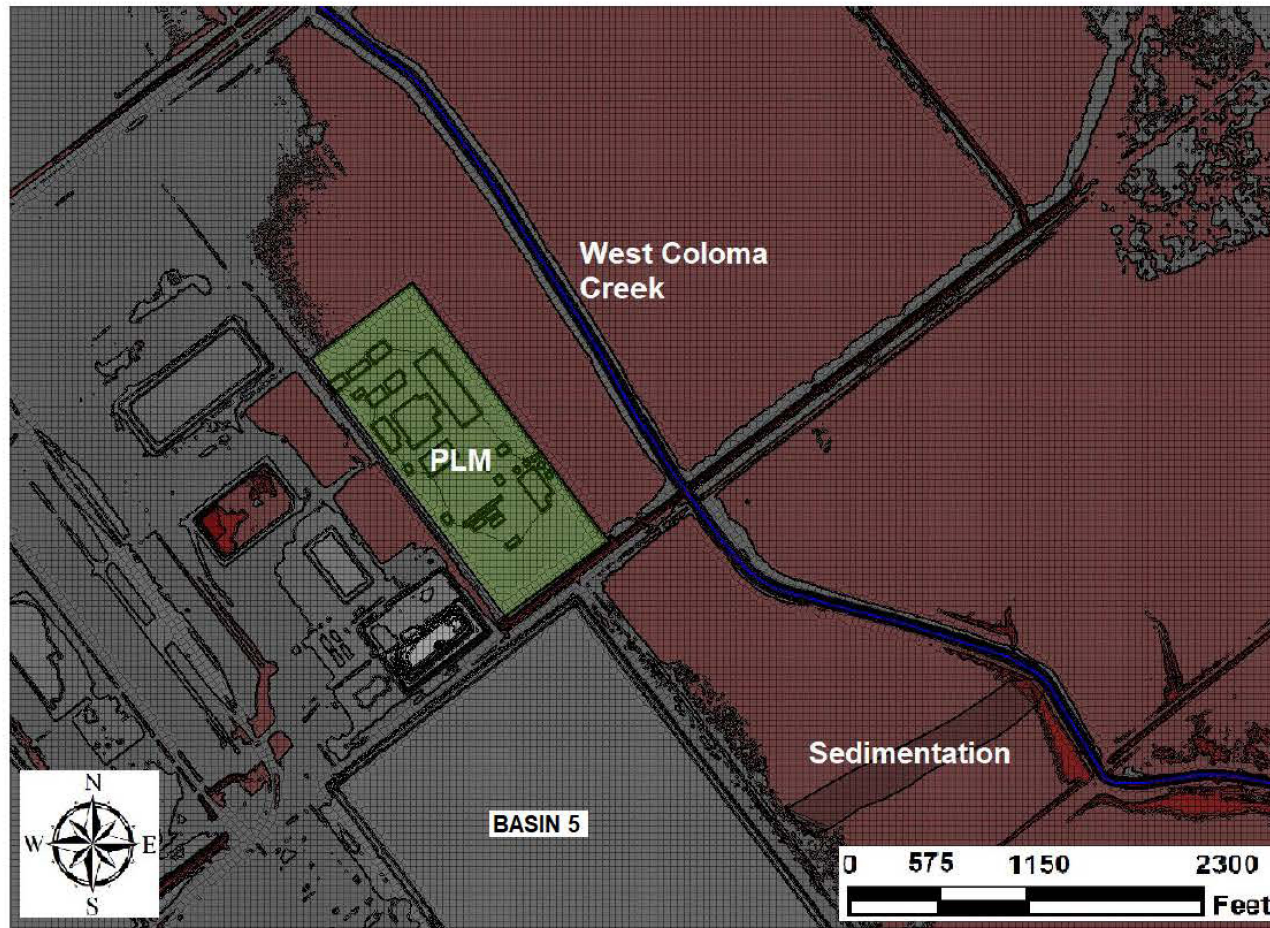 West Coloma
Creek
PLM
Sedimentation
BASIN 5
N
W E
S
0 575 1150 2300
Feet